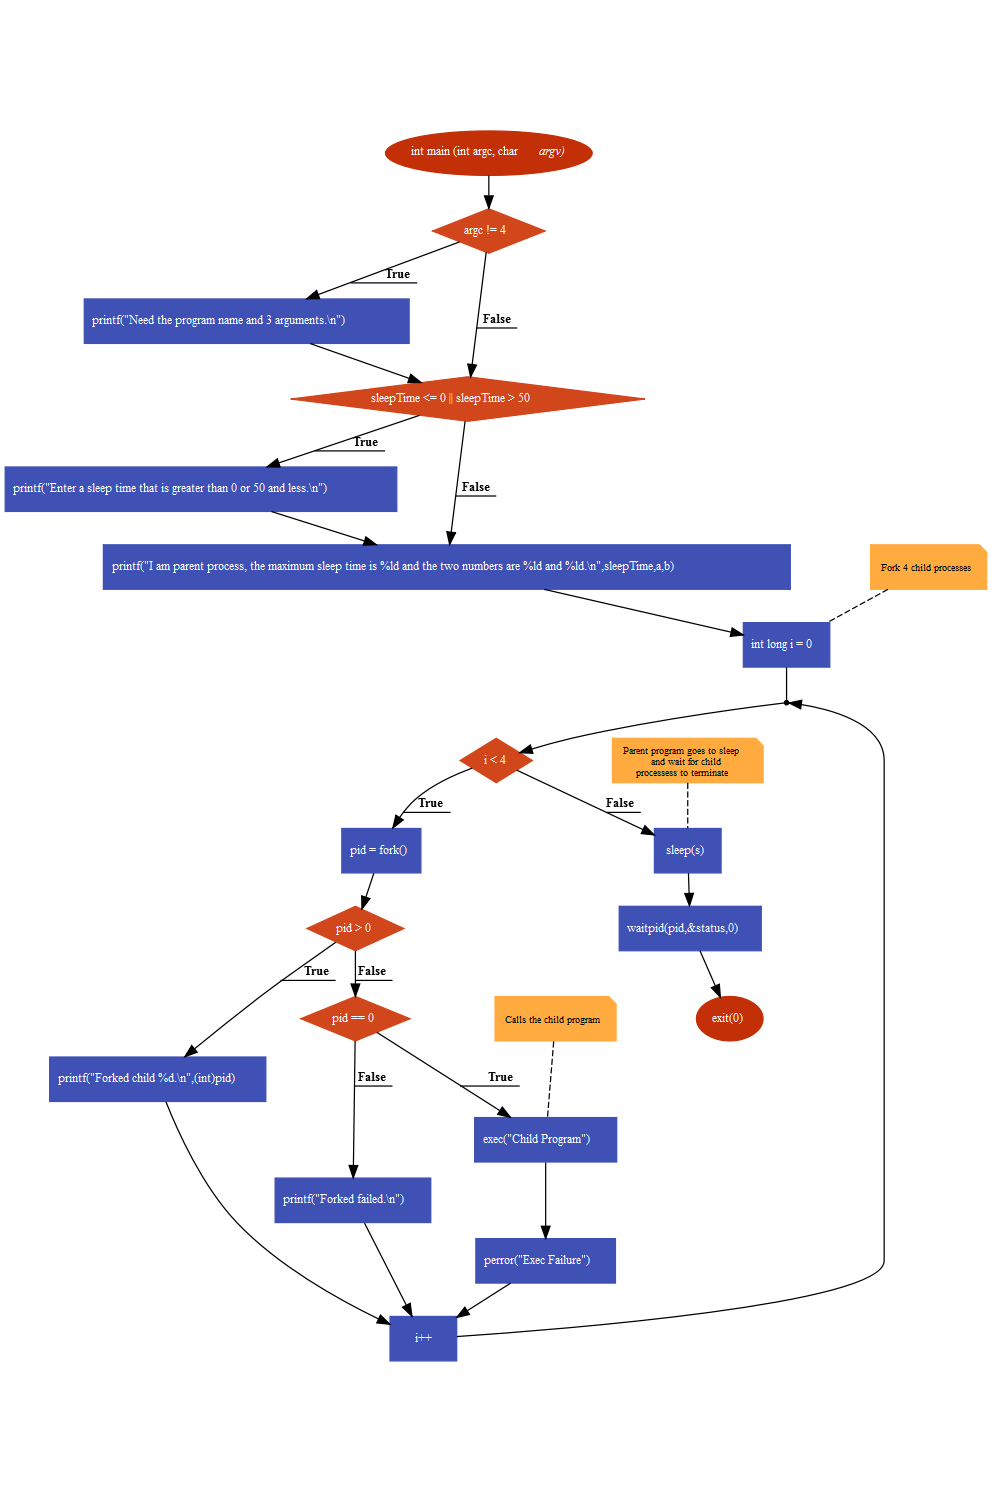 int main (int argc, char argv)
argc != 4
True
False
printf("Need the program name and 3 arguments.\n")
sleepTime <= 0 || sleepTime > 50
True
False
printf("Enter a sleep time that is greater than 0 or 50 and less.\n")
printf("I am parent process, the maximum sleep time is %ld and the two numbers are %ld and %ld.\n",sleepTime,a,b)
Fork 4 child processes
int long i = 0
i < 4
Parent program goes to sleep
and wait for child
processess to terminate
True
False
pid = fork()
sleep(s)
pid > 0
waitpid(pid,&status,0)
True
False
pid == 0
Calls the child program
exit(0)
False
True
printf("Forked child %d.\n",(int)pid)
exec("Child Program")
printf("Forked failed.\n")
perror("Exec Failure")
i++